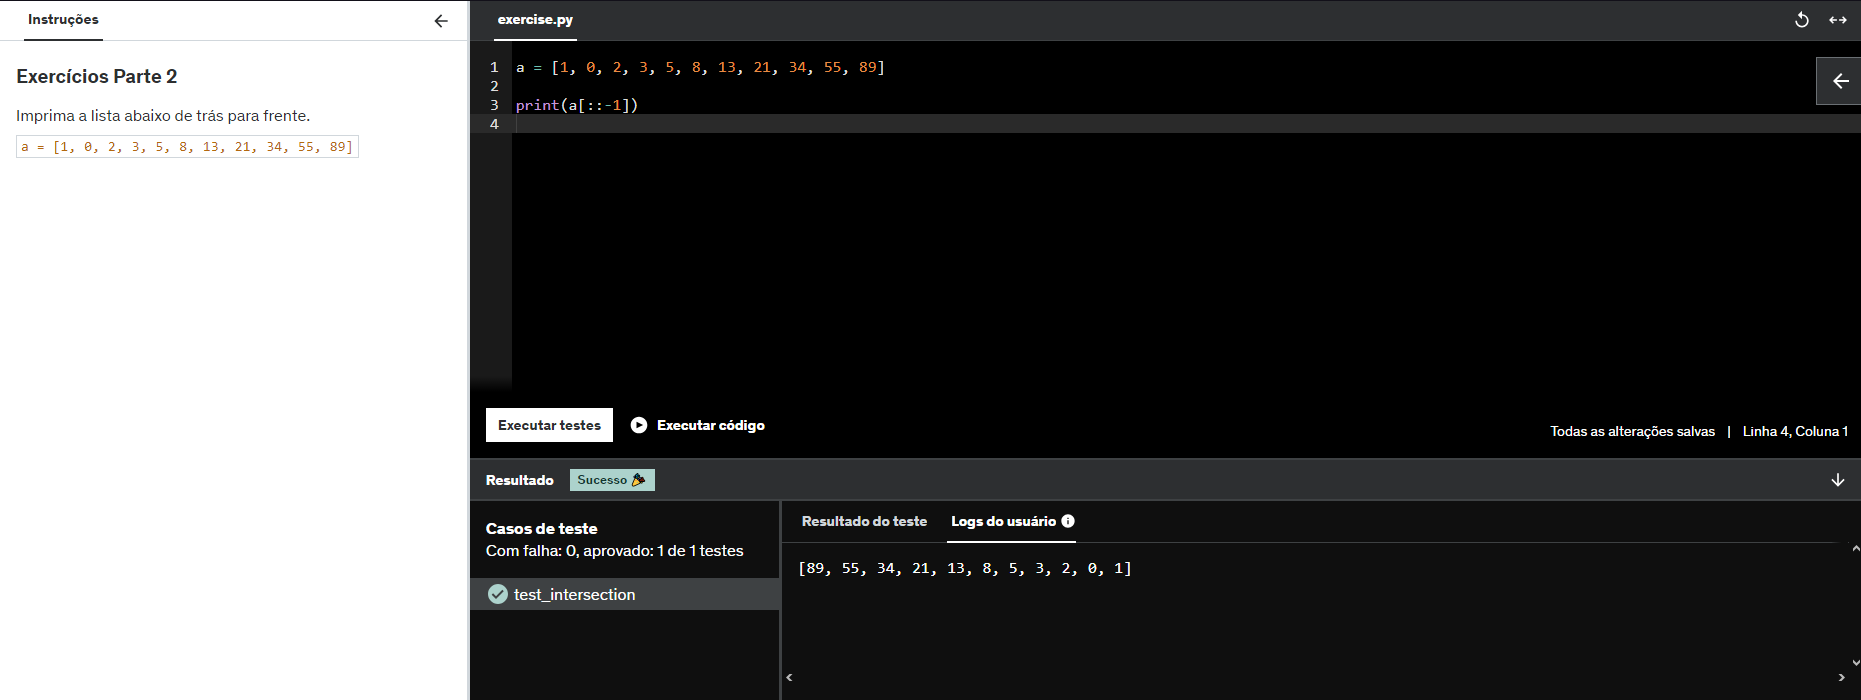 Instruções
Exercícios Parte 2
Imprima a lista abaixo de trás para frente.
a = [1, 0, 2, 3, 5, 8, 13, 21, 34, 55, 89]
exercise.py
1 a = [1, 0, 2, 3, 5, 8, 13, 21, 34, 55, 89]
2
3 print(a[::-1])
4
Executar testes
Executar código
Todas as alterações salvas | Linha 4, Coluna 1
Resultado Sucesso
Casos de teste
Com falha: 0, aprovado: 1 de 1 testes
test_intersection
Resultado do teste Logs do usuário
[89, 55, 34, 21, 13, 8, 5, 3, 2, 0, 1]